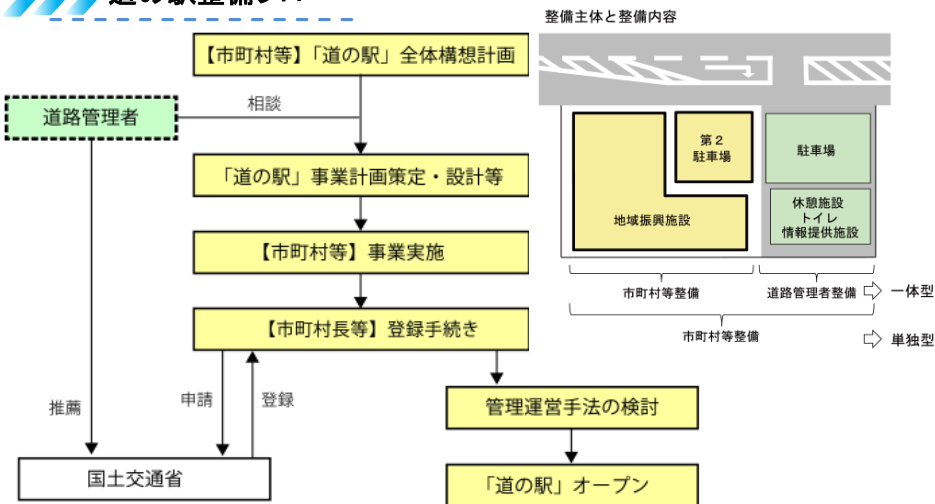 整備主体と整備内容
【市町村等】「道の駅」全体構想計画
道路管理者
相談
「道の駅」事業計画策定・設計等
【市町村等】事業実施
【市町村長等】登録手続き
推薦
申請
登録
国土交通省
管理運営手法の検討
「道の駅」オープン
第2
駐車場
駐車場
地域振興施設
休憩施設
トイレ
情報提供施設
市町村等整備
道路管理者整備
一体型
市町村等整備
単独型